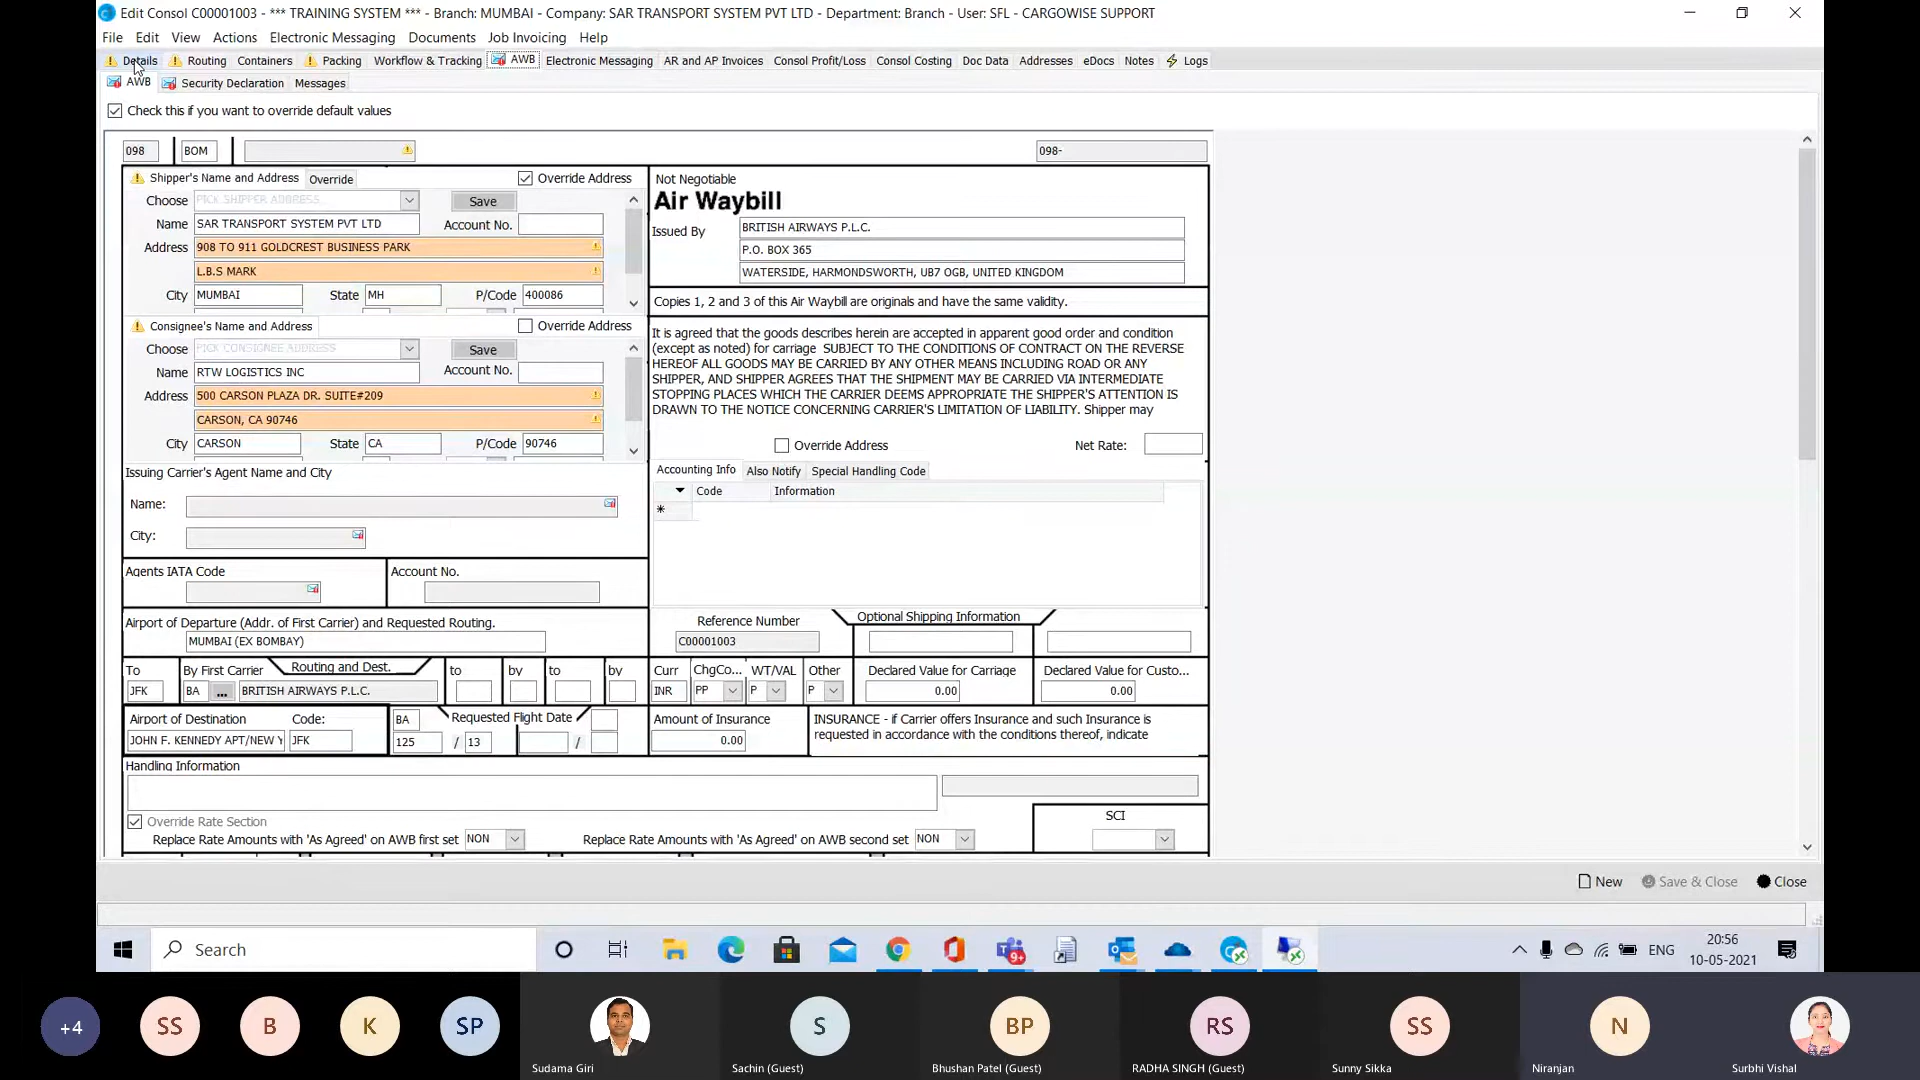 Edit Consol C00001003 - *** TRAINING SYSTEM *** - Branch: MUMBAI - Company: SAR TRANSPORT SYSTEM PVT LTD - Department: Branch - User: SFL - CARGOWISE SUPPORT
File Edit View Actions Electronic Messaging Documents Job Invoicing Help
Details Routing Containers Packing Workflow & Tracking AWB Electronic Messaging AR and AP Invoices Consol Profit/Loss Consol Costing Doc Data Addresses eDocs Notes Logs
AWB Security Declaration Messages
Check this if you want to override default values
098 BOM 098-
Shipper's Name and Address Override Override Address
Choose PICK SHIPPER ADDRESS... Save
Name SAR TRANSPORT SYSTEM PVT LTD Account No.
Address 908 TO 911 GOLDCREST BUSINESS PARK
L.B.S MARK
City MUMBAI State MH P/Code 400086
Consignee's Name and Address Override Address
Choose PICK CONSIGNEE ADDRESS Save
Name RTW LOGISTICS INC Account No.
Address 500 CARSON PLAZA DR. SUITE#209
CARSON, CA 90746
City CARSON State CA P/Code 90746
Issuing Carrier's Agent Name and City
Name:
City:
Agents IATA Code Account No.
Airport of Departure (Addr. of First Carrier) and Requested Routing.
MUMBAI (EX BOMBAY)
To By First Carrier Routing and Dest. to by to by
JFK BA ... BRITISH AIRWAYS P.L.C.
Airport of Destination Code: BA Requested Flight Date
JOHN F. KENNEDY APT/NEW Y JFK 125 / 13 /
Not Negotiable
Air Waybill
Issued By BRITISH AIRWAYS P.L.C.
P.O. BOX 365
WATERSIDE, HARMONDSWORTH, UB7 OGB, UNITED KINGDOM
Copies 1, 2 and 3 of this Air Waybill are originals and have the same validity.
It is agreed that the goods describes herein are accepted in apparent good order and condition
(except as noted) for carriage SUBJECT TO THE CONDITIONS OF CONTRACT ON THE REVERSE
HEREOF ALL GOODS MAY BE CARRIED BY ANY OTHER MEANS INCLUDING ROAD OR ANY
SHIPPER, AND SHIPPER AGREES THAT THE SHIPMENT MAY BE CARRIED VIA INTERMEDIATE
STOPPING PLACES WHICH THE CARRIER DEEMS APPROPRIATE THE SHIPPER'S ATTENTION IS
DRAWN TO THE NOTICE CONCERNING CARRIER'S LIMITATION OF LIABILITY. Shipper may
Override Address Net Rate:
Accounting Info Also Notify Special Handling Code
Code Information
Reference Number Optional Shipping Information
C00001003
Curr ChgCo... WT/VAL Other Declared Value for Carriage Declared Value for Custo...
INR PP P P 0.00 0.00
Amount of Insurance INSURANCE - if Carrier offers Insurance and such Insurance is
0.00 requested in accordance with the conditions thereof, indicate
Handling Information
SCI
Override Rate Section
Replace Rate Amounts with 'As Agreed' on AWB first set NON Replace Rate Amounts with 'As Agreed' on AWB second set NON
New Save & Close Close
Search 9+ ENG 20:56
10-05-2021
+4 SS B K SP S BP RS SS N
Sudama Giri Sachin (Guest) Bhushan Patel (Guest) RADHA SINGH (Guest) Sunny Sikka Niranjan Surbhi Vishal